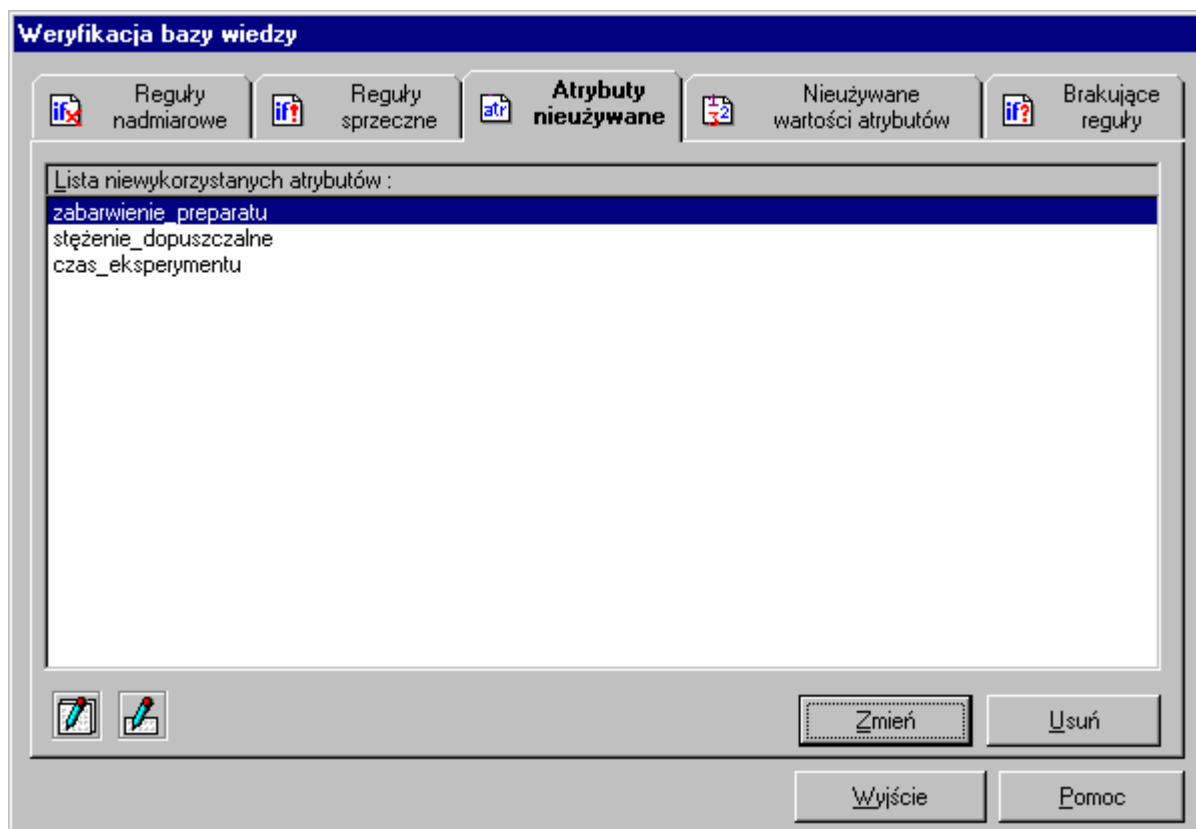 Weryfikacja bazy wiedzy
Reguły
nadmiarowe
Reguły
sprzeczne
Atrybuty
nieużywane
Nieużywane
wartości atrybutów
Brakujące
reguły
Lista niewykorzystanych atrybutów :
zabarwienie_preparatu
stężenie_dopuszczalne
czas_eksperymentu
Zmień
Usuń
Wyjście
Pomoc